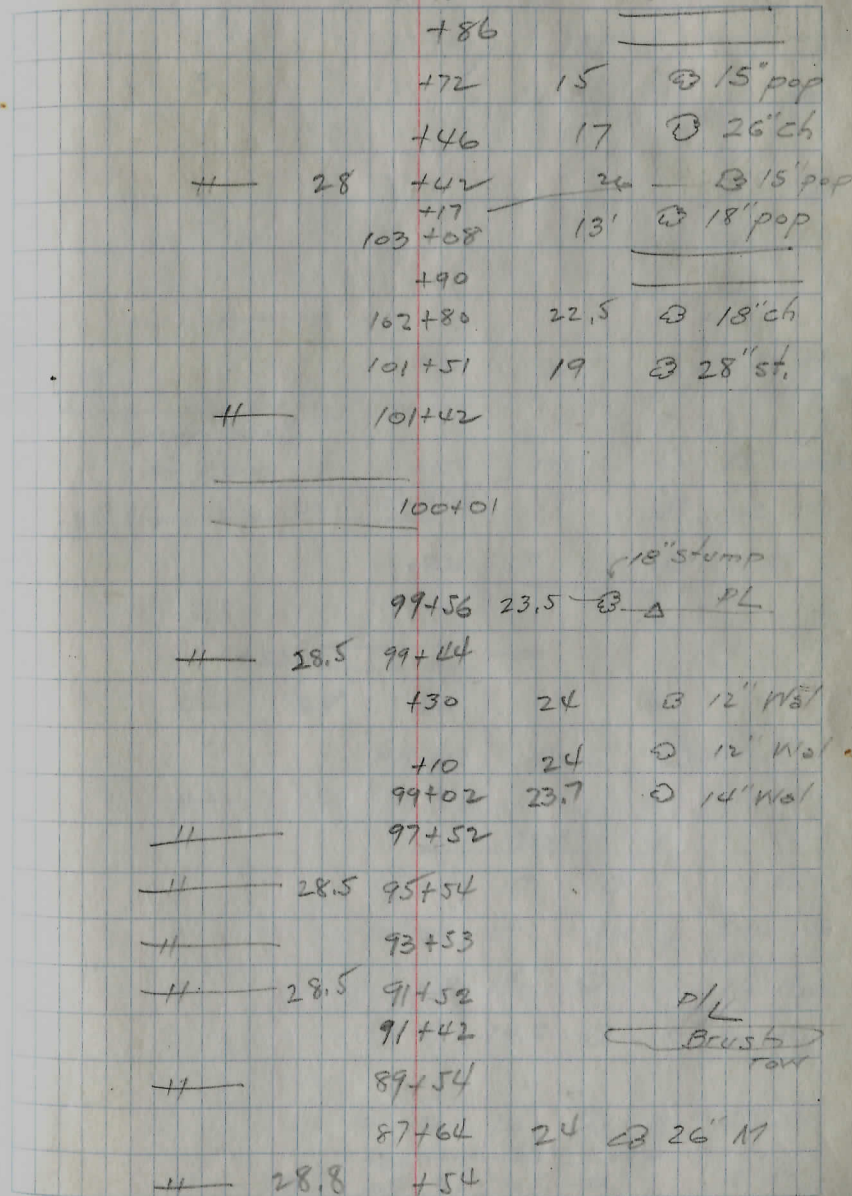 +86
+72 15 15" pop
+46 17 26" ch
28 +42 26 15" pop
+17
103+08 13' 18" pop
+90
102+80 22.5 18" ch
101+51 19 28" st.
101+42
100+01
18" stump
99+56 23.5 PL
28.5 99+44
+30 24 12" Wal
+10 24 12" Wal
99+02 23.7 14" Wal
97+52
28.5 95+54
93+53
28.5 91+52 P/L
91+42 Brush
row
89+54
87+64 24 26" M
28.8 +54